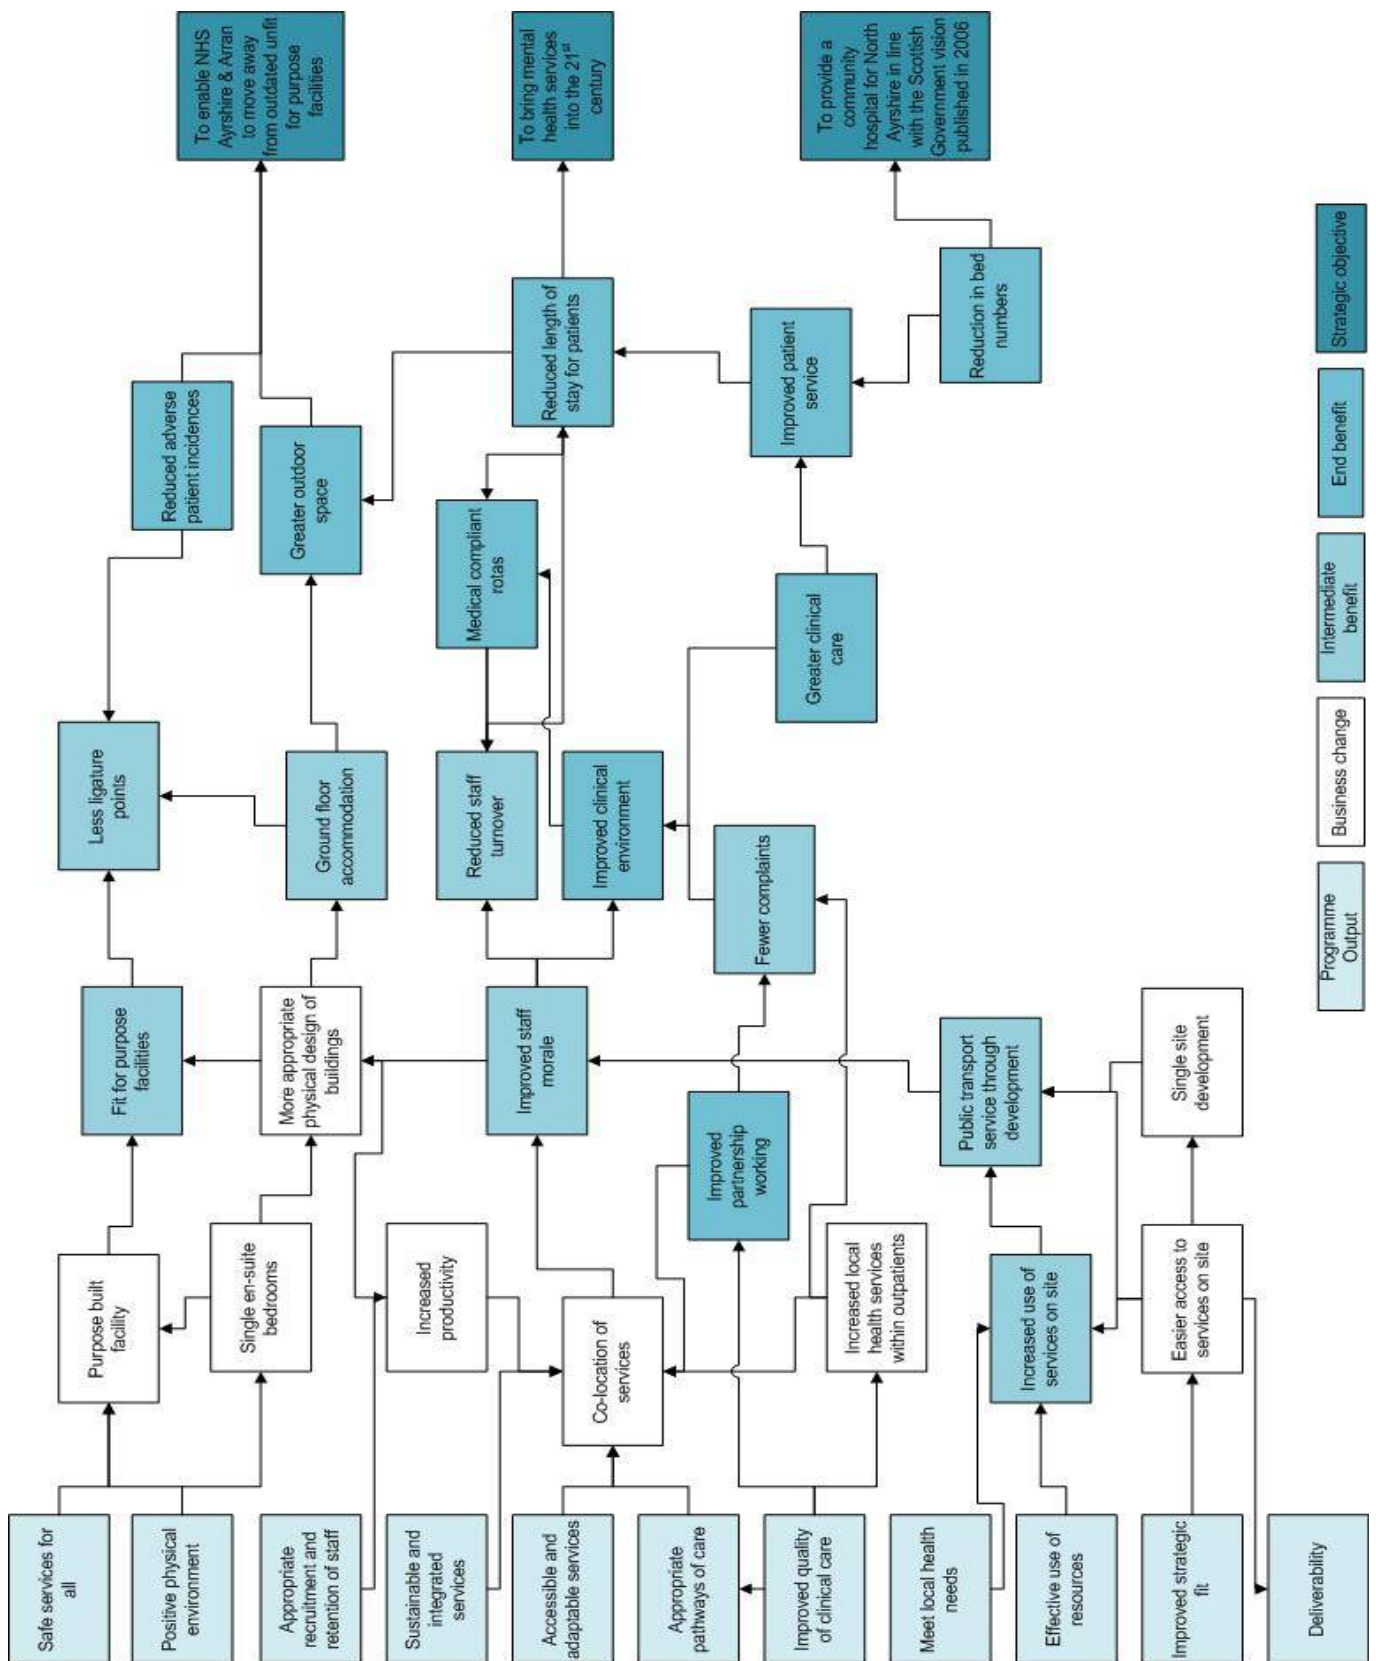 Safe services for
all
Positive physical
environment
Appropriate
recruitment and
retention of staff
Sustainable and
integrated
services
Accessible and
adaptable services
Appropriate
pathways of care
Improved quality
of clinical care
Meet local health
needs
Effective use of
resources
Improved strategic
fit
Deliverability
Purpose built
facility
Single en-suite
bedrooms
Increased
productivity
Co-location of
services
Increased local
health services
within outpatients
Increased use of
services on site
Easier access to
services on site
Fit for purpose
facilities
More appropriate
physical design of
buildings
Improved staff
morale
Improved
partnership
working
Public transport
service through
development
Single site
development
Less ligature
points
Ground floor
accommodation
Reduced staff
turnover
Improved clinical
environment
Fewer complaints
Reduced adverse
patient incidences
Greater outdoor
space
Medical compliant
rotas
Greater clinical
care
Reduced length of
stay for patients
Improved patient
service
Reduction in bed
numbers
To enable NHS
Ayrshire & Arran
to move away
from outdated unfit
for purpose
facilities
To bring mental
health services
into the 21st
century
To provide a
community
hospital for North
Ayrshire in line
with the Scottish
Government vision
published in 2006
Programme
Output
Business change
Intermediate
benefit
End benefit
Strategic objective